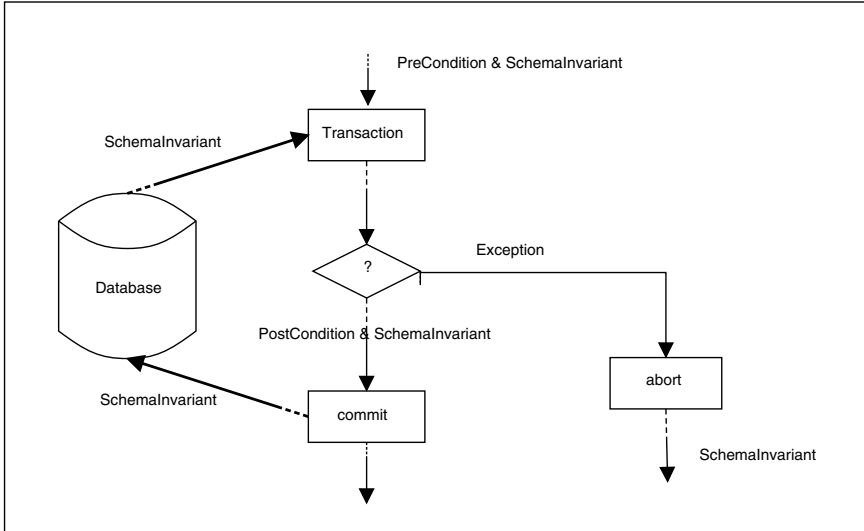 PreCondition & SchemaInvariant
Transaction
SchemaInvariant
Exception
?
Database
PostCondition & SchemaInvariant
abort
SchemaInvariant
commit
SchemaInvariant